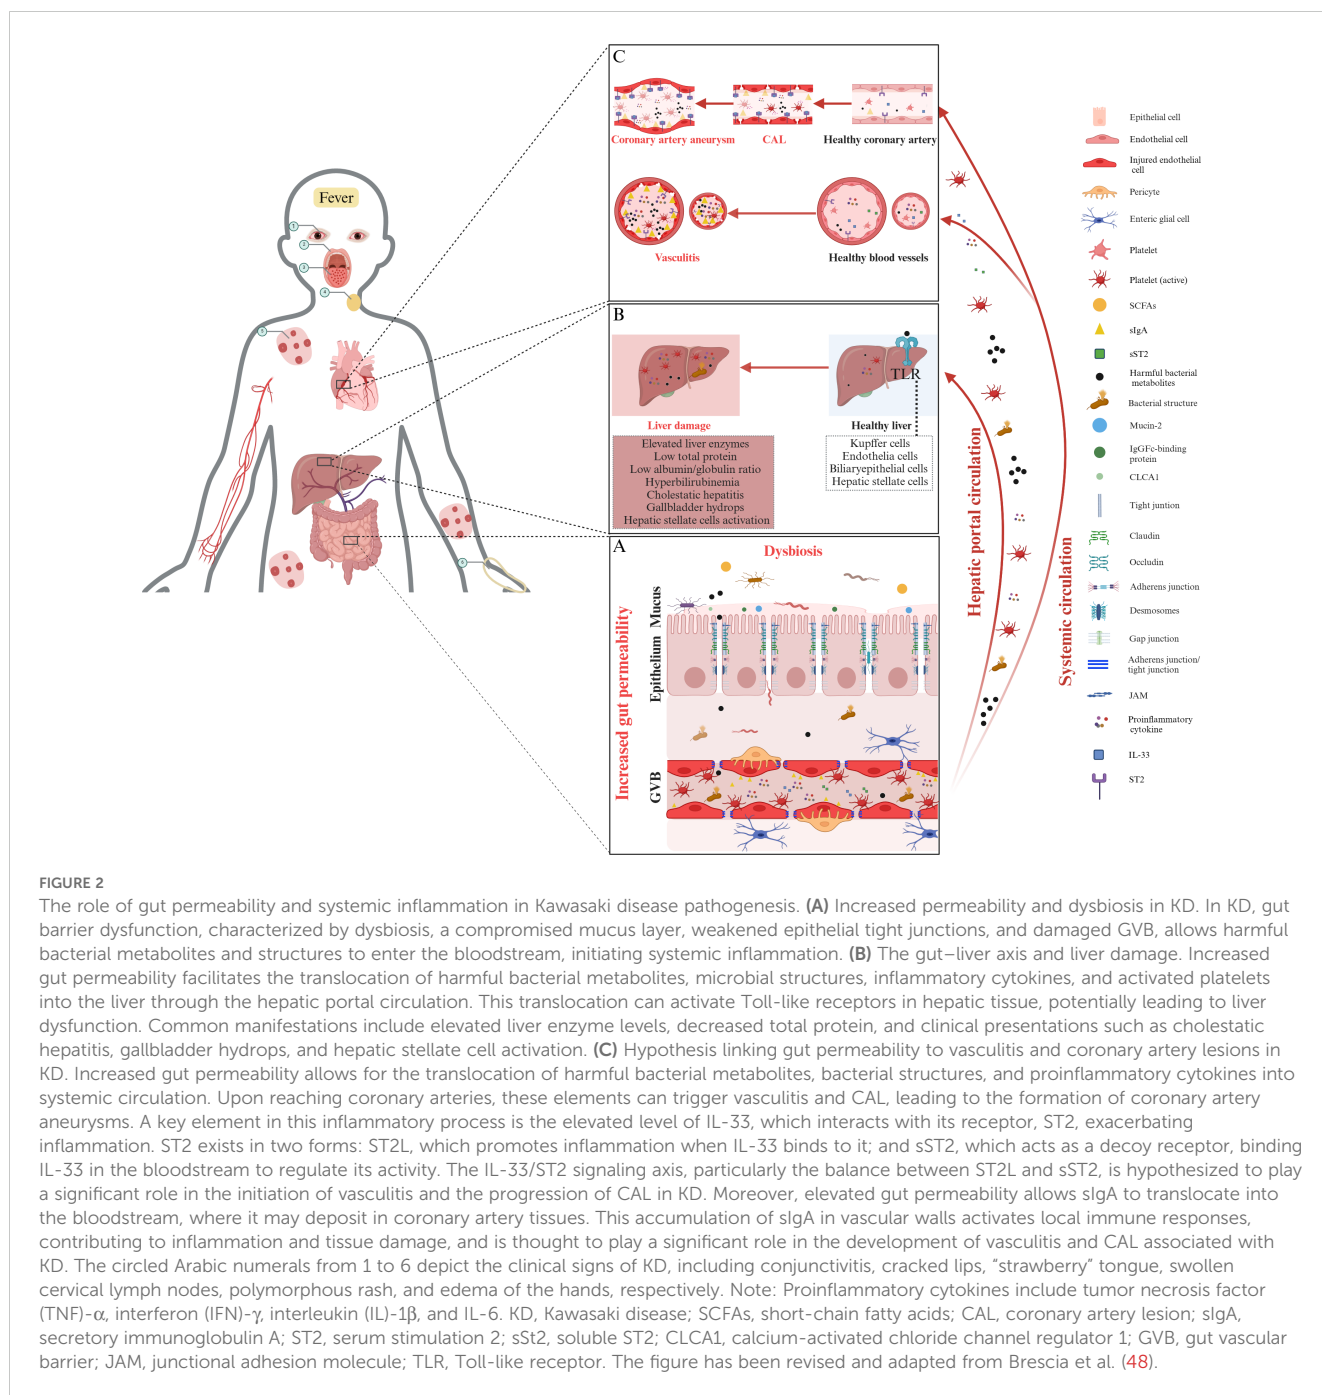 Fever
1
2
3
4
5
6
C
Coronary artery aneurysm
CAL
Healthy coronary artery
Vasculitis
Healthy blood vessels
B
TLR
Liver damage
Healthy liver
Elevated liver enzymes
Low total protein
Low albumin/globulin ratio
Hyperbilirubinemia
Cholestatic hepatitis
Gallbladder hydrops
Hepatic stellate cells activation
Kupffer cells
Endothelia cells
Biliaryepithelial cells
Hepatic stellate cells
A
Dysbiosis
Increased gut permeability
Mucus
Epithelium
GVB
Hepatic portal circulation
Systemic circulation
Epithelial cell
Endothelial cell
Injured endothelial
cell
Pericyte
Enteric glial cell
Platelet
Platelet (active)
SCFAs
sIgA
sST2
Harmful bacterial
metabolites
Bacterial structure
Mucin-2
IgGFc-binding
protein
CLCA1
Tight juntion
Claudin
Occludin
Adherens junction
Desmosomes
Gap junction
Adherens junction/
tight junction
JAM
Proinflammatory
cytokine
IL-33
ST2
FIGURE 2
The role of gut permeability and systemic inflammation in Kawasaki disease pathogenesis. (A) Increased permeability and dysbiosis in KD. In KD, gut
barrier dysfunction, characterized by dysbiosis, a compromised mucus layer, weakened epithelial tight junctions, and damaged GVB, allows harmful
bacterial metabolites and structures to enter the bloodstream, initiating systemic inflammation. (B) The gut–liver axis and liver damage. Increased
gut permeability facilitates the translocation of harmful bacterial metabolites, microbial structures, inflammatory cytokines, and activated platelets
into the liver through the hepatic portal circulation. This translocation can activate Toll-like receptors in hepatic tissue, potentially leading to liver
dysfunction. Common manifestations include elevated liver enzyme levels, decreased total protein, and clinical presentations such as cholestatic
hepatitis, gallbladder hydrops, and hepatic stellate cell activation. (C) Hypothesis linking gut permeability to vasculitis and coronary artery lesions in
KD. Increased gut permeability allows for the translocation of harmful bacterial metabolites, bacterial structures, and proinflammatory cytokines into
systemic circulation. Upon reaching coronary arteries, these elements can trigger vasculitis and CAL, leading to the formation of coronary artery
aneurysms. A key element in this inflammatory process is the elevated level of IL-33, which interacts with its receptor, ST2, exacerbating
inflammation. ST2 exists in two forms: ST2L, which promotes inflammation when IL-33 binds to it; and sST2, which acts as a decoy receptor, binding
IL-33 in the bloodstream to regulate its activity. The IL-33/ST2 signaling axis, particularly the balance between ST2L and sST2, is hypothesized to play
a significant role in the initiation of vasculitis and the progression of CAL in KD. Moreover, elevated gut permeability allows sIgA to translocate into
the bloodstream, where it may deposit in coronary artery tissues. This accumulation of sIgA in vascular walls activates local immune responses,
contributing to inflammation and tissue damage, and is thought to play a significant role in the development of vasculitis and CAL associated with
KD. The circled Arabic numerals from 1 to 6 depict the clinical signs of KD, including conjunctivitis, cracked lips, “strawberry” tongue, swollen
cervical lymph nodes, polymorphous rash, and edema of the hands, respectively. Note: Proinflammatory cytokines include tumor necrosis factor
(TNF)-α, interferon (IFN)-γ, interleukin (IL)-1β, and IL-6. KD, Kawasaki disease; SCFAs, short-chain fatty acids; CAL, coronary artery lesion; sIgA,
secretory immunoglobulin A; ST2, serum stimulation 2; sSt2, soluble ST2; CLCA1, calcium-activated chloride channel regulator 1; GVB, gut vascular
barrier; JAM, junctional adhesion molecule; TLR, Toll-like receptor. The figure has been revised and adapted from Brescia et al. (48).